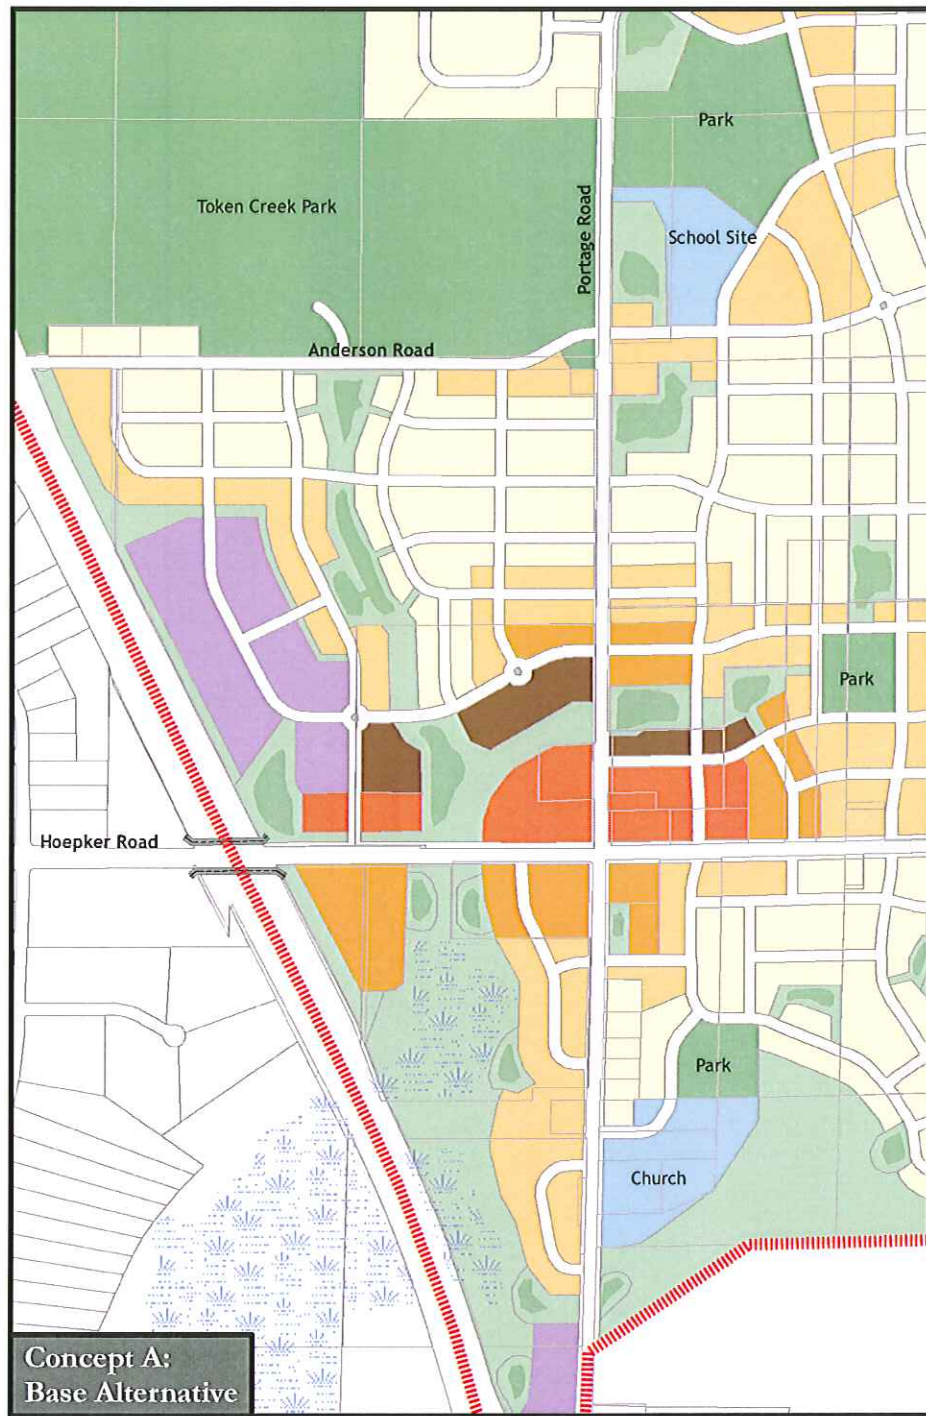 Park
Token Creek Park
Portage Road
School Site
Anderson Road
Park
Hoepker Road
Park
Church
Concept A:
Base Alternative